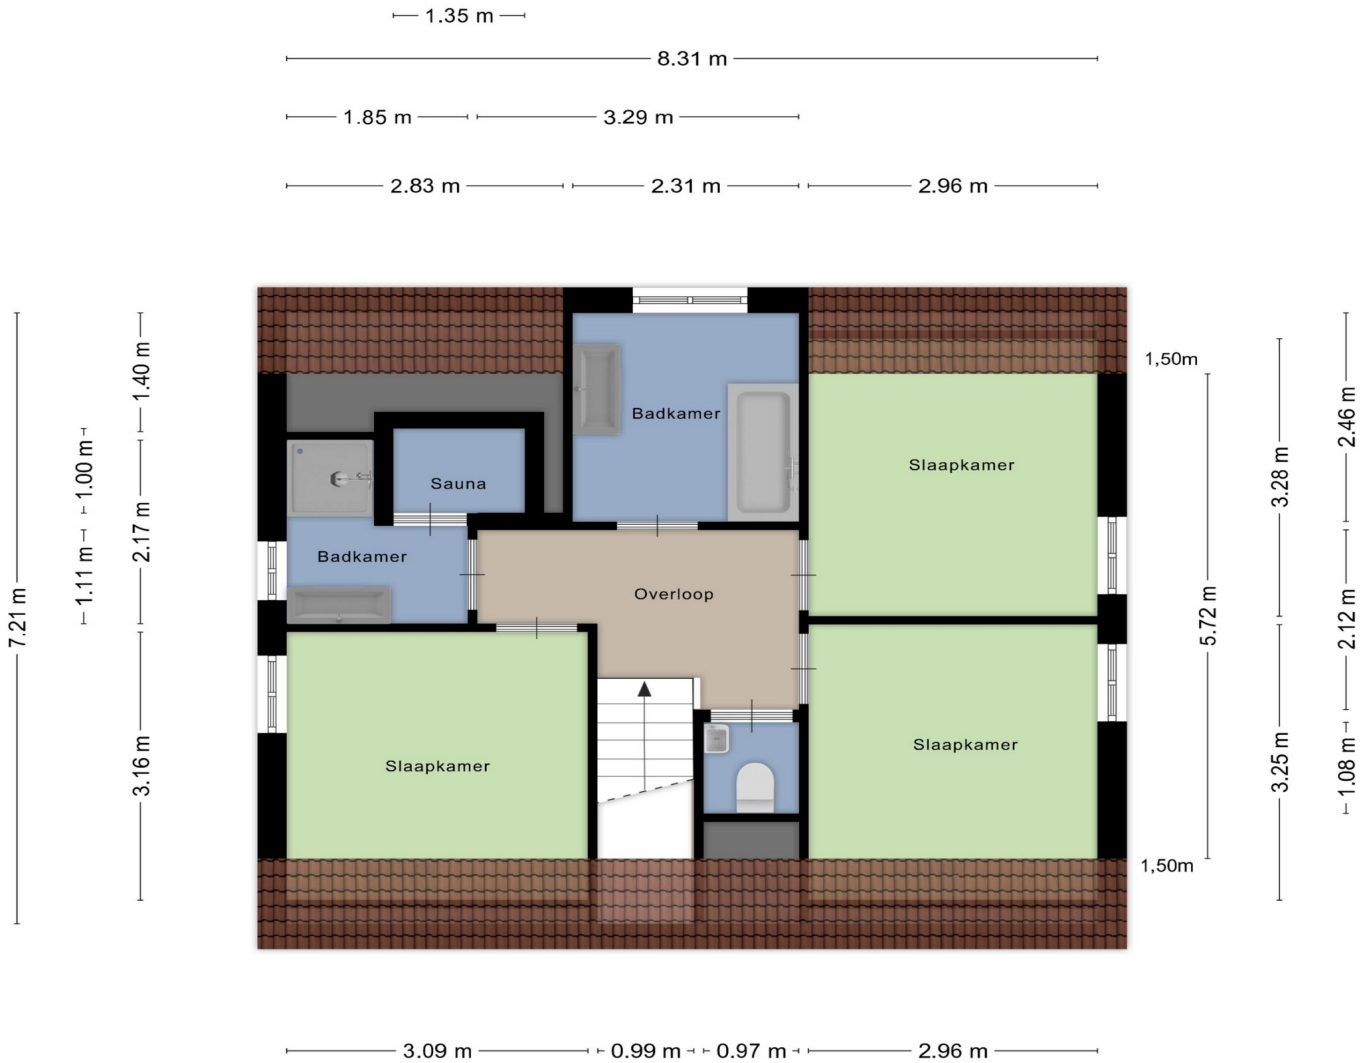 1.35 m
8.31 m
1.85 m
3.29 m
2.83 m
2.31 m
2.96 m
1,50m
1.40 m
2.46 m
Badkamer
Slaapkamer
3.28 m
1.00 m
Sauna
2.17 m
Badkamer
1.11 m
Overloop
7.21 m
5.72 m
2.12 m
Slaapkamer
Slaapkamer
3.16 m
3.25 m
1.08 m
1,50m
3.09 m
0.99 m
0.97 m
2.96 m